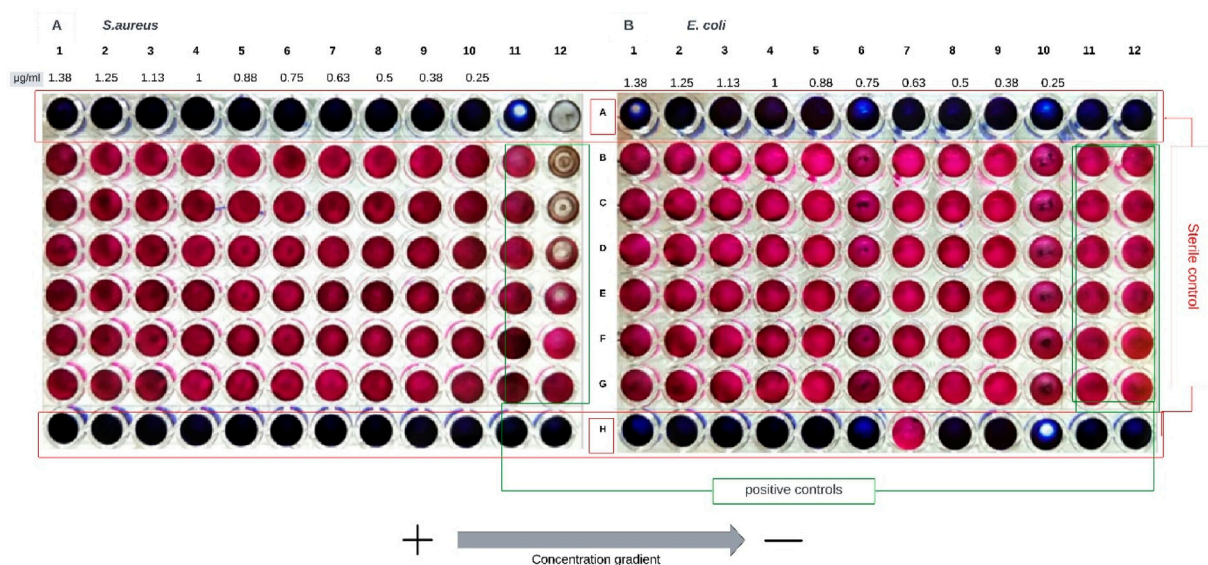 A S.aureus B E. coli
1 2 3 4 5 6 7 8 9 10 11 12 1 2 3 4 5 6 7 8 9 10 11 12
µg/ml 1.38 1.25 1.13 1 0.88 0.75 0.63 0.5 0.38 0.25 1.38 1.25 1.13 1 0.88 0.75 0.63 0.5 0.38 0.25
A
B
C
D
E
F
G
H
Sterile control
positive controls
+ —
Concentration gradient